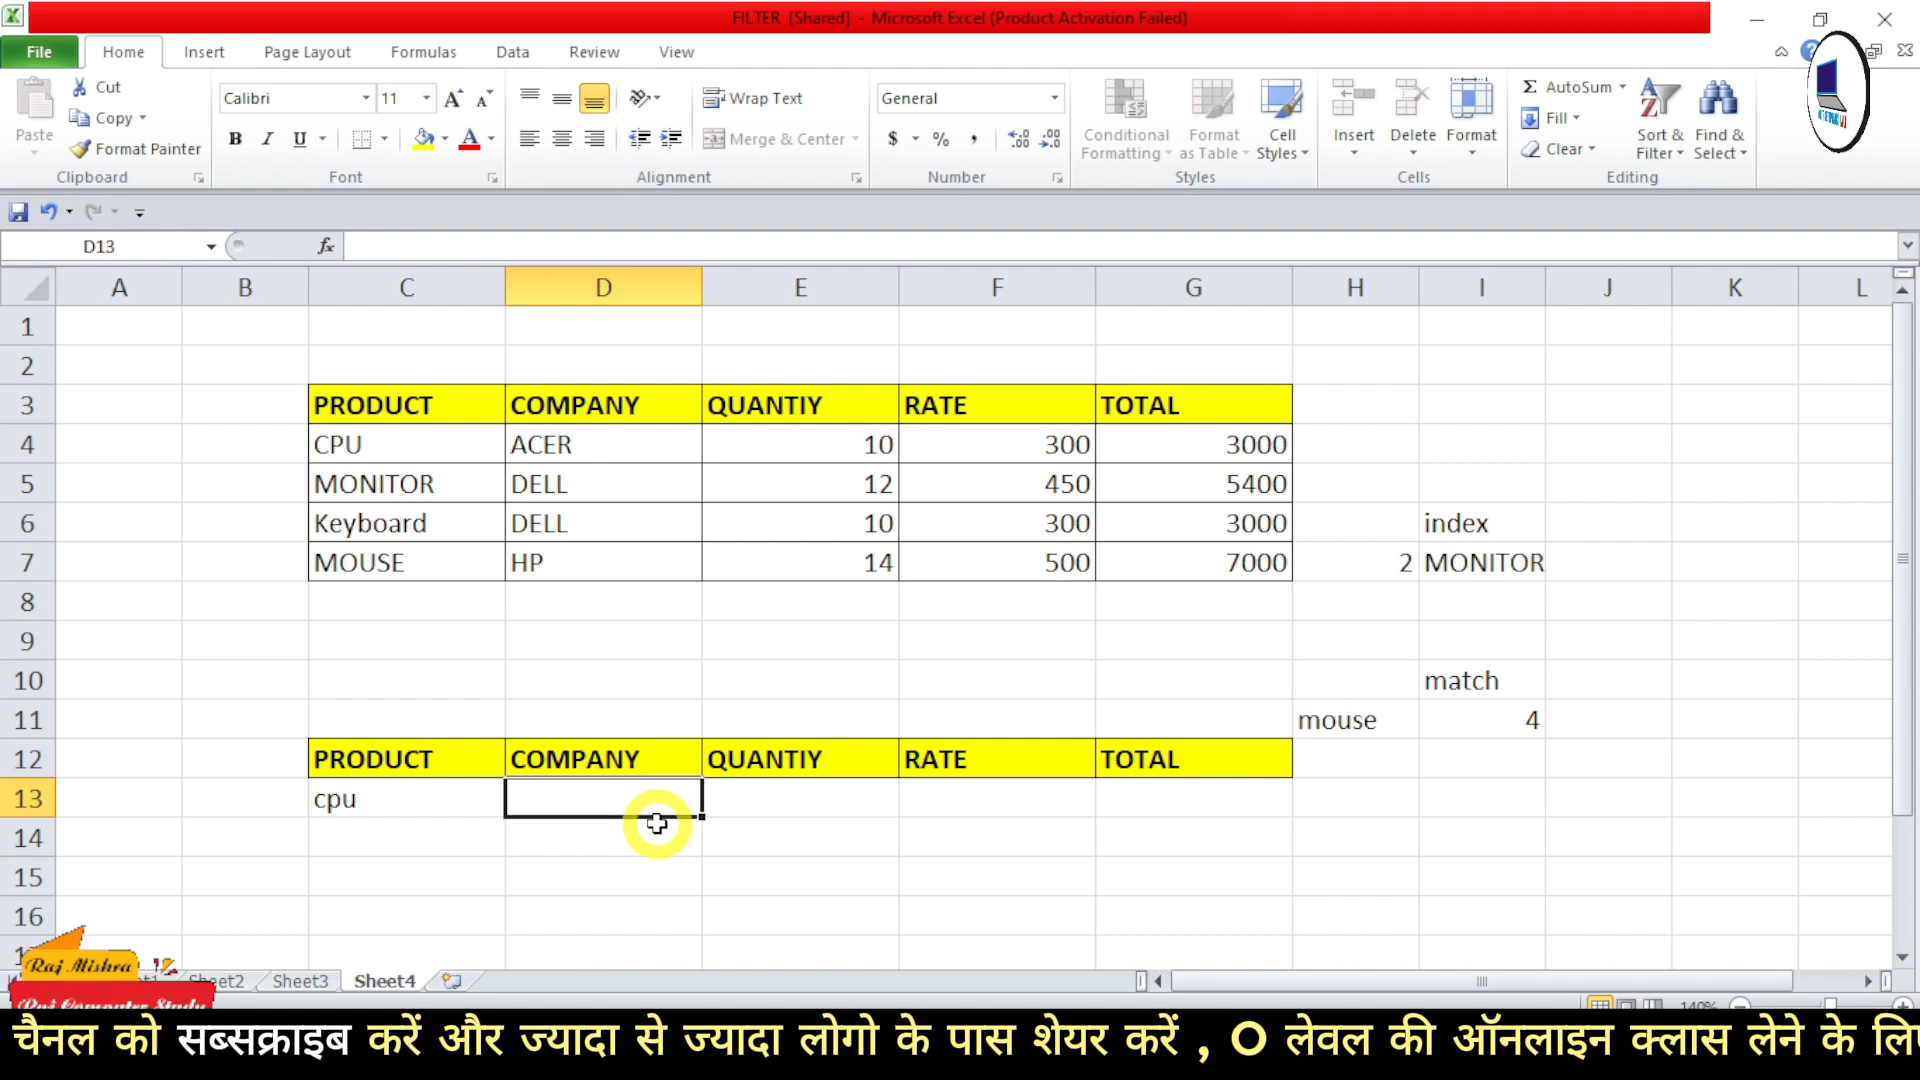 FILTER [Shared] - Microsoft Excel (Product Activation Failed)
File Home Insert Page Layout Formulas Data Review View
Paste Cut Copy Format Painter Clipboard
Calibri 11 B I U Font
Wrap Text Merge & Center Alignment
General $ % , Number
Conditional Formatting Format as Table Cell Styles Styles
Insert Delete Format Cells
Σ AutoSum Fill Clear Sort & Filter Find & Select Editing
D13 fx
A B C D E F G H I J K L
1
2
3 PRODUCT COMPANY QUANTIY RATE TOTAL
4 CPU ACER 10 300 3000
5 MONITOR DELL 12 450 5400
6 Keyboard DELL 10 300 3000 index
7 MOUSE HP 14 500 7000 2 MONITOR
8
9
10 match
11 mouse 4
12 PRODUCT COMPANY QUANTIY RATE TOTAL
13 cpu
14
15
16
Raj Mishra
Sheet3 Sheet4
Raj Computer Study
140%
चैनल को सब्सक्राइब करें और ज्यादा से ज्यादा लोगो के पास शेयर करें , O लेवल की ऑनलाइन क्लास लेने के